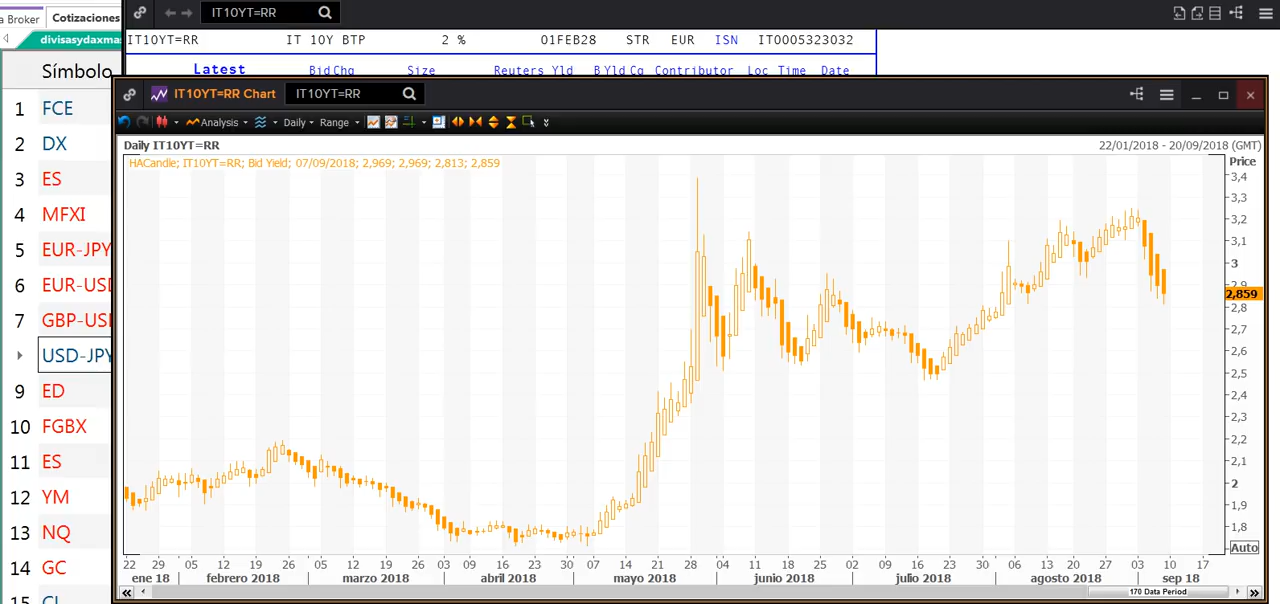 a Broker Cotizaciones
IT10YT=RR
divisasydaxmas
IT10YT=RR IT 10Y BTP 2 % 01FEB28 STR EUR ISN IT0005323032
Símbolo
Latest Bid Chg Size Reuters Yld B Yld Cg Contributor Loc Time Date
IT10YT=RR Chart IT10YT=RR
Analysis Daily Range
Daily IT10YT=RR 22/01/2018 - 20/09/2018 (GMT)
HACandle; IT10YT=RR; Bid Yield; 07/09/2018; 2,969; 2,969; 2,813; 2,859
Price
1 FCE
2 DX
3 ES
4 MFXI
5 EUR-JPY
6 EUR-USD
7 GBP-USD
USD-JPY
9 ED
10 FGBX
11 ES
12 YM
13 NQ
14 GC
15 CL
3,4
3,3
3,2
3,1
3
2,9
2,859
2,8
2,7
2,6
2,5
2,4
2,3
2,2
2,1
2
1,9
1,8
Auto
22 29 05 12 19 26 05 12 19 26 03 09 16 23 30 07 14 21 28 04 11 18 25 02 09 16 23 30 06 13 20 27 03 10 17
ene 18 febrero 2018 marzo 2018 abril 2018 mayo 2018 junio 2018 julio 2018 agosto 2018 sep 18
170 Data Period